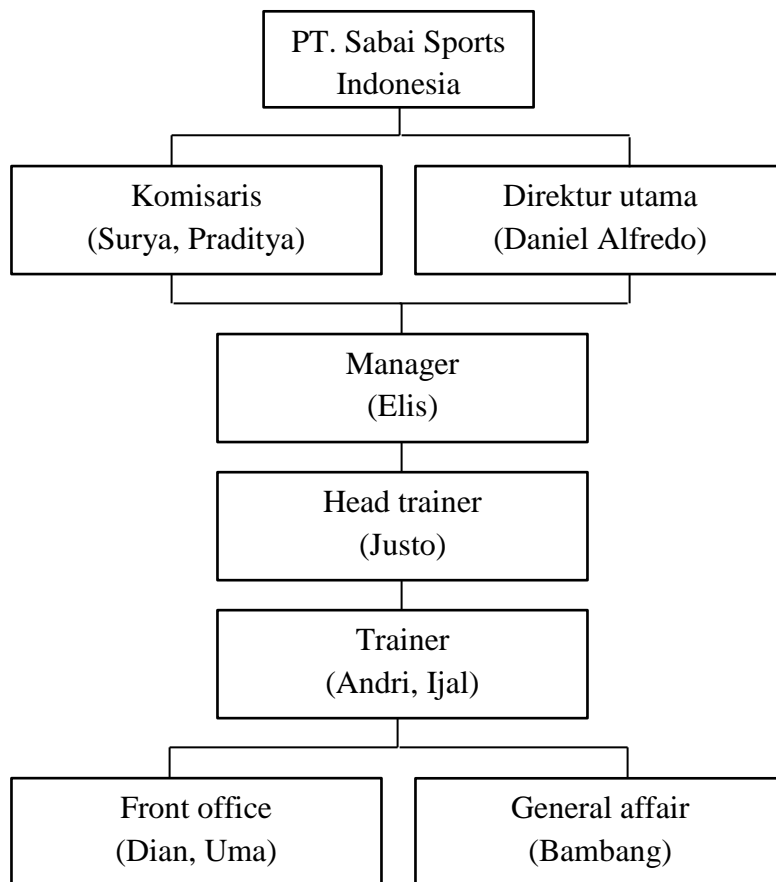 PT. Sabai Sports
Indonesia
Komisaris
(Surya, Praditya)
Direktur utama
(Daniel Alfredo)
Manager
(Elis)
Head trainer
(Justo)
Trainer
(Andri, Ijal)
Front office
(Dian, Uma)
General affair
(Bambang)